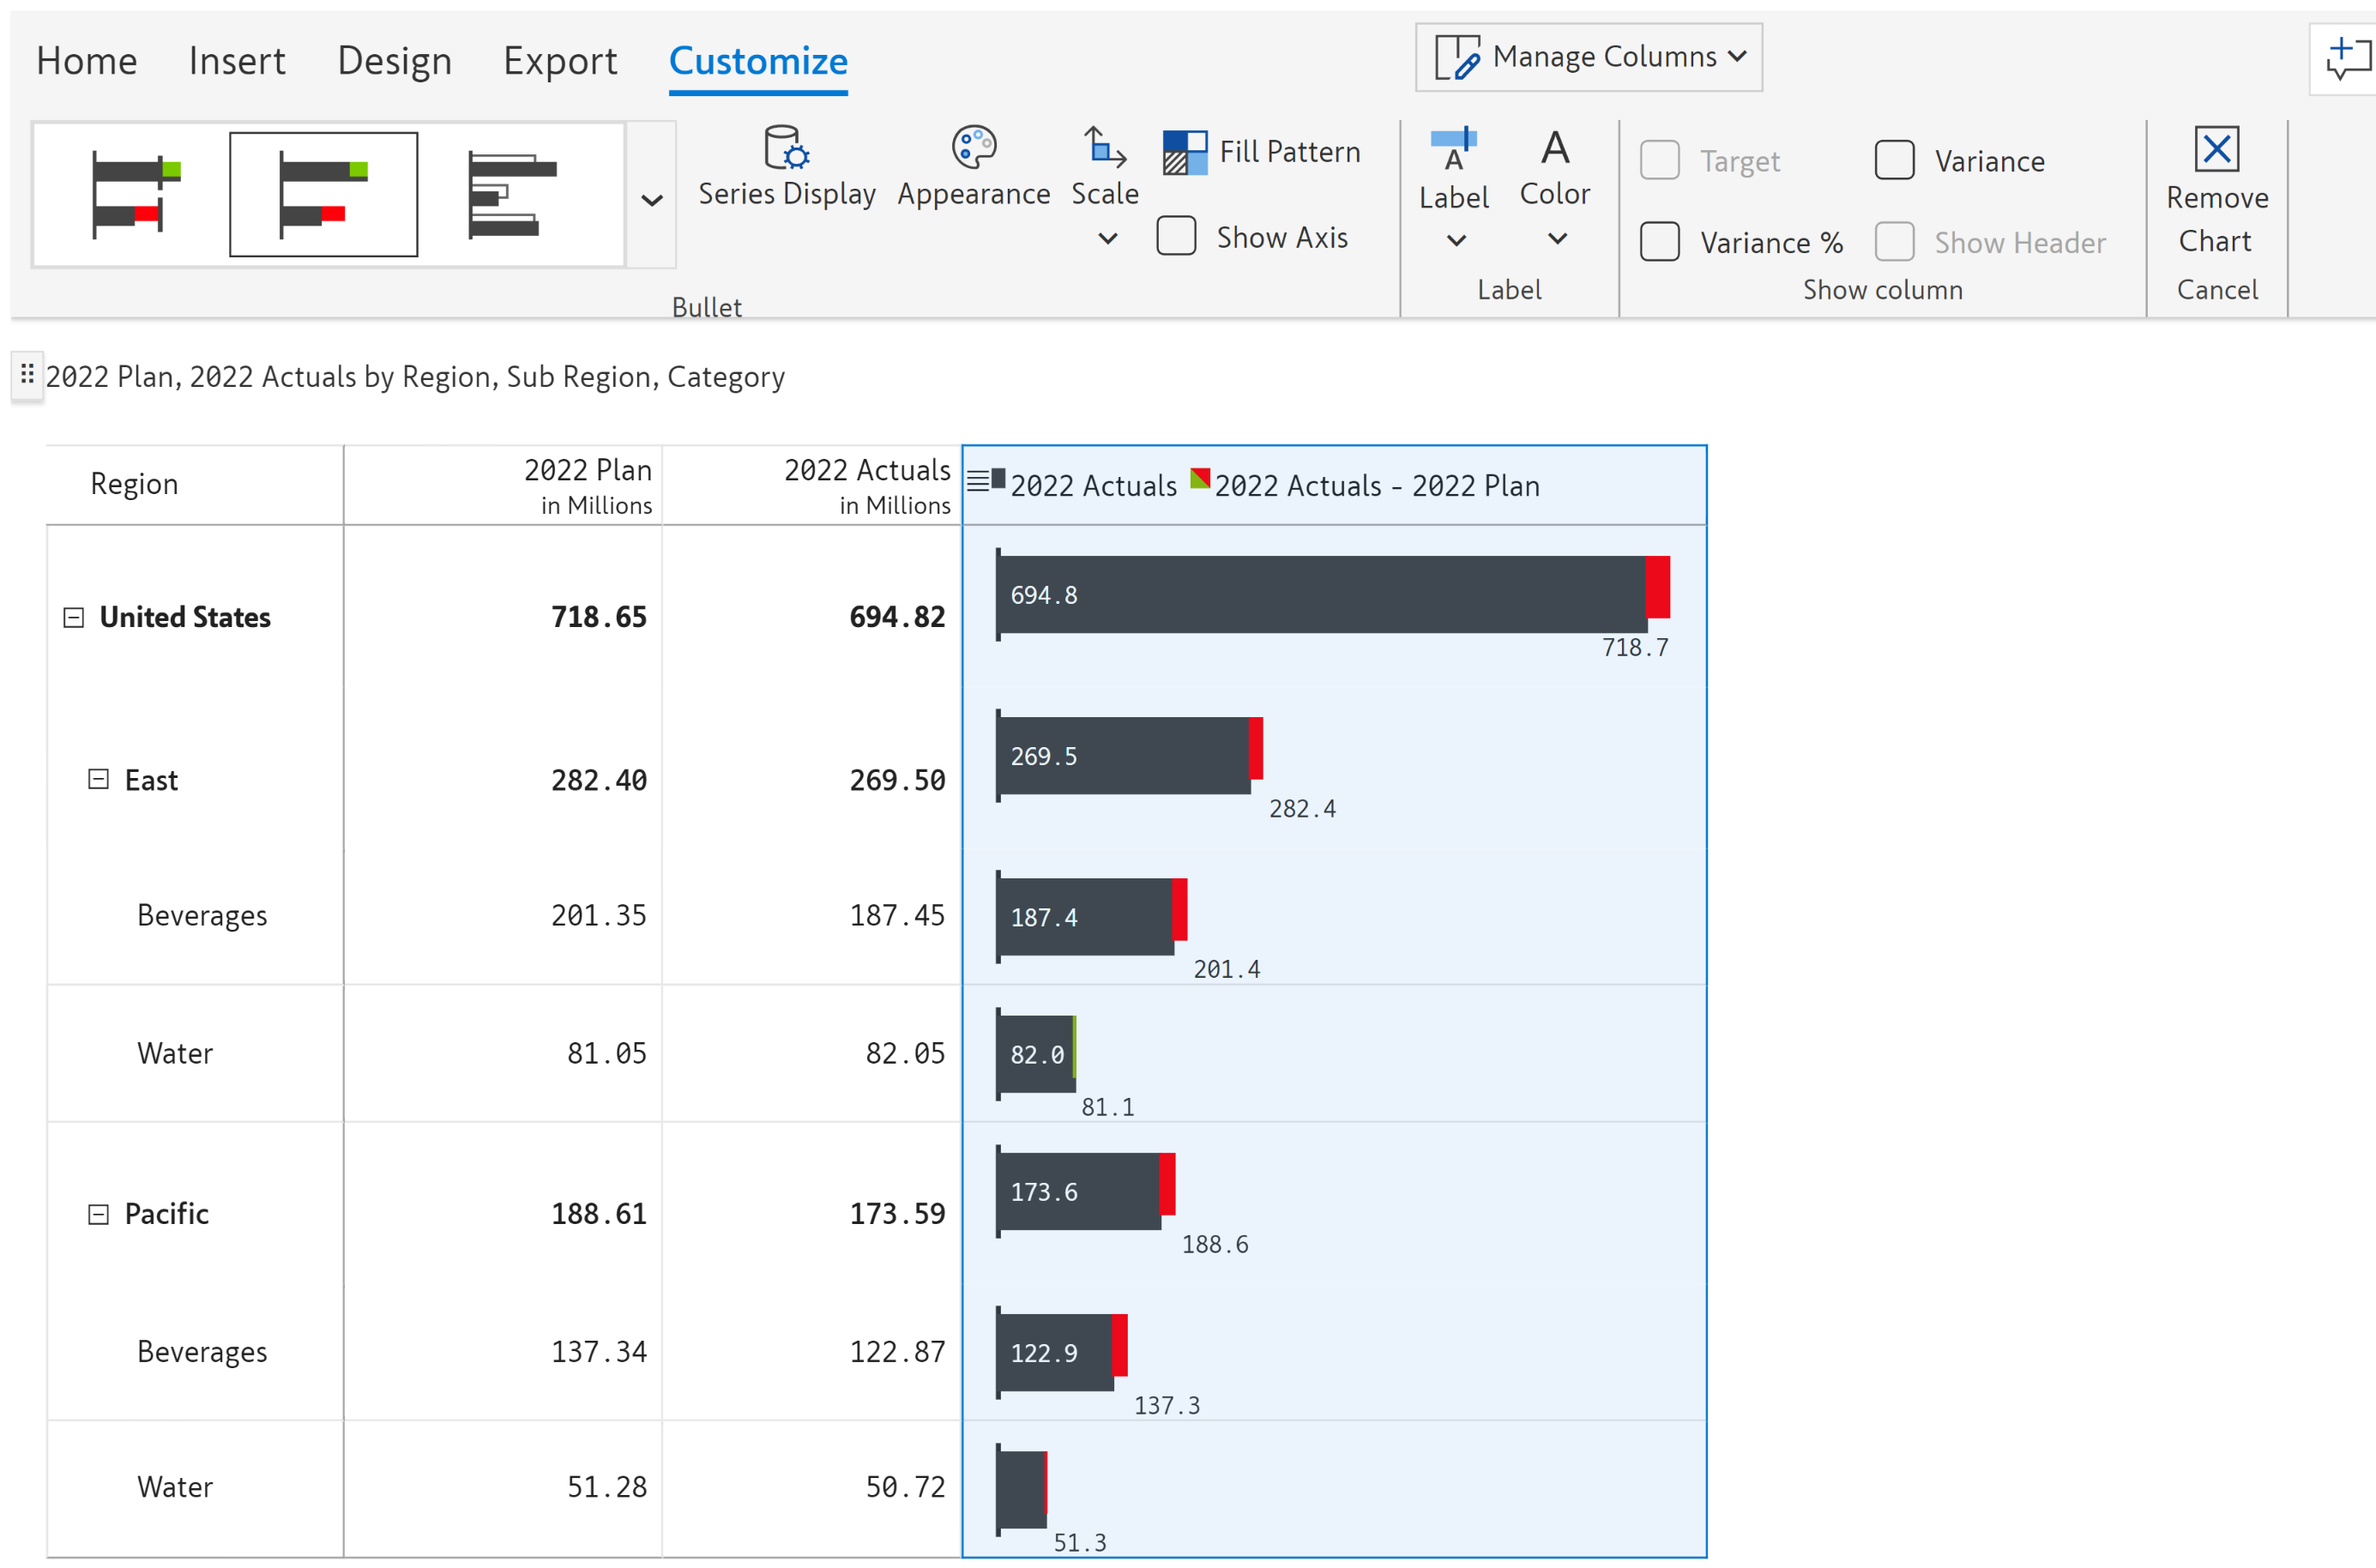 Home Insert Design Export Customize
Manage Columns
Series Display Appearance Scale Fill Pattern
Show Axis
Bullet
A
Label
A
Color
Label
Target Variance
Variance % Show Header
Show column
Remove
Chart
Cancel
2022 Plan, 2022 Actuals by Region, Sub Region, Category
Region 2022 Plan in Millions 2022 Actuals in Millions 2022 Actuals 2022 Actuals - 2022 Plan
United States 718.65 694.82 694.8
718.7
East 282.40 269.50 269.5
282.4
Beverages 201.35 187.45 187.4
201.4
Water 81.05 82.05 82.0
81.1
Pacific 188.61 173.59 173.6
188.6
Beverages 137.34 122.87 122.9
137.3
Water 51.28 50.72
51.3